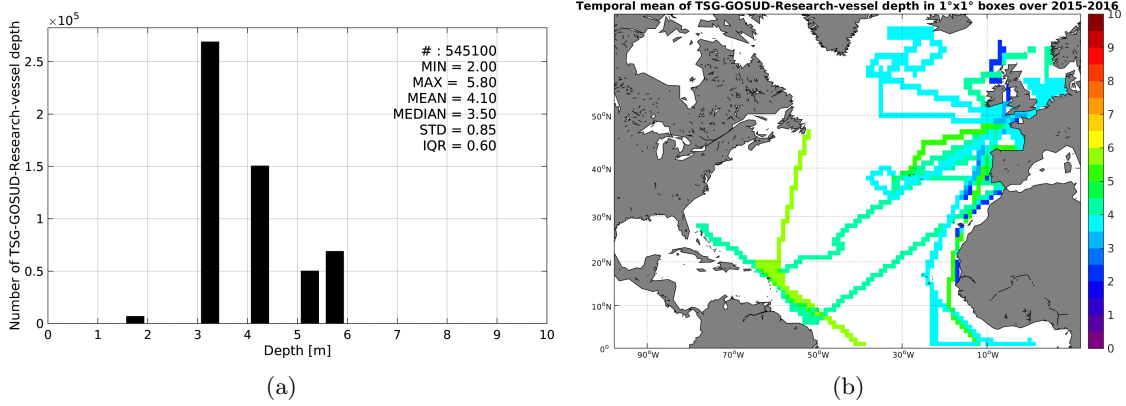 ×10⁵
Number of TSG-GOSUD-Research-vessel depth
2.5
2
1.5
1
0.5
0
# : 545100
MIN = 2.00
MAX = 5.80
MEAN = 4.10
MEDIAN = 3.50
STD = 0.85
IQR = 0.60
0 1 2 3 4 5 6 7 8 9 10
Depth [m]
(a)
Temporal mean of TSG-GOSUD-Research-vessel depth in 1°x1° boxes over 2015-2016
50°N
40°N
30°N
20°N
10°N
0°
90°W 70°W 50°W 30°W 10°W
10
9
8
7
6
5
4
3
2
1
0
(b)